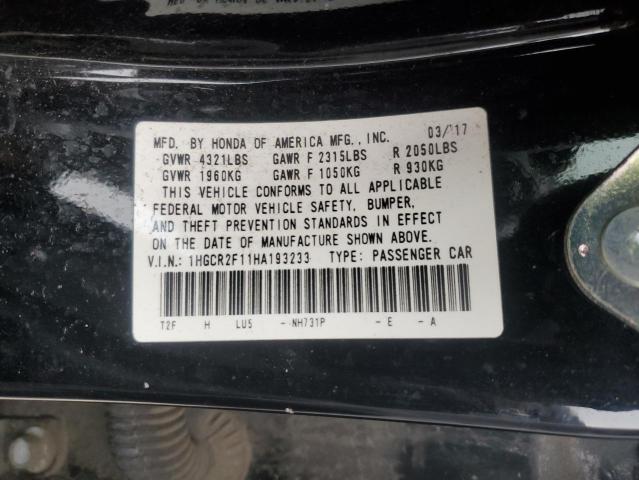 MFD. BY HONDA OF AMERICA MFG., INC. 03/17
GVWR 4321LBS GAWR F 2315LBS R 2050LBS
GVWR 1960KG GAWR F 1050KG R 930KG
THIS VEHICLE CONFORMS TO ALL APPLICABLE
FEDERAL MOTOR VEHICLE SAFETY, BUMPER,
AND THEFT PREVENTION STANDARDS IN EFFECT
ON THE DATE OF MANUFACTURE SHOWN ABOVE.
V.I.N.: 1HGCR2F11HA193233 TYPE: PASSENGER CAR
T2F H LU5 - NH731P - E - A